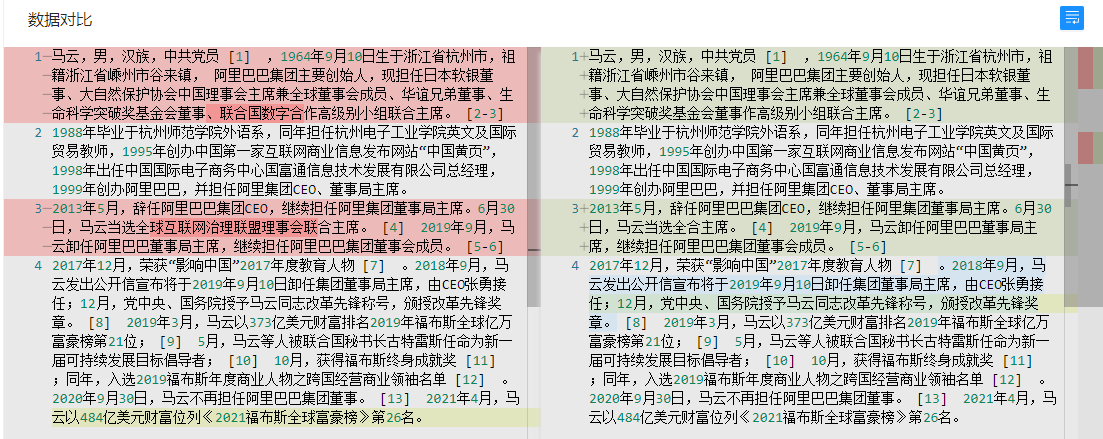 数据对比
1 马云，男，汉族，中共党员 [1] ，1964年9月10日生于浙江省杭州市，祖
籍浙江省嵊州市谷来镇， 阿里巴巴集团主要创始人，现担任日本软银董
事、大自然保护协会中国理事会主席兼全球董事会成员、华谊兄弟董事、生
命科学突破奖基金会董事、联合国数字合作高级别小组联合主席。 [2-3]
2 1988年毕业于杭州师范学院外语系，同年担任杭州电子工业学院英文及国际
贸易教师，1995年创办中国第一家互联网商业信息发布网站“中国黄页”，
1998年出任中国国际电子商务中心国富通信息技术发展有限公司总经理，
1999年创办阿里巴巴，并担任阿里集团CEO、董事局主席。
3 2013年5月，辞任阿里巴巴集团CEO，继续担任阿里集团董事局主席。6月30
日，马云当选全球互联网治理联盟理事会联合主席。 [4] 2019年9月，马
云卸任阿里巴巴董事局主席，继续担任阿里巴巴集团董事会成员。 [5-6]
4 2017年12月，荣获“影响中国”2017年度教育人物 [7] 。2018年9月，马
云发出公开信宣布将于2019年9月10日卸任集团董事局主席，由CEO张勇接
任；12月，党中央、国务院授予马云同志改革先锋称号，颁授改革先锋奖
章。 [8] 2019年3月，马云以373亿美元财富排名2019年福布斯全球亿万
富豪榜第21位； [9] 5月，马云等人被联合国秘书长古特雷斯任命为新一
届可持续发展目标倡导者； [10] 10月，获得福布斯终身成就奖 [11]
；同年，入选2019福布斯年度商业人物之跨国经营商业领袖名单 [12] 。
2020年9月30日，马云不再担任阿里巴巴集团董事。 [13] 2021年4月，马
云以484亿美元财富位列《2021福布斯全球富豪榜》第26名。
1 马云，男，汉族，中共党员 [1] ，1964年9月10日生于浙江省杭州市，祖
籍浙江省嵊州市谷来镇， 阿里巴巴集团主要创始人，现担任日本软银董
事、大自然保护协会中国理事会主席兼全球董事会成员、华谊兄弟董事、生
命科学突破奖基金会董事作高级别小组联合主席。 [2-3]
2 1988年毕业于杭州师范学院外语系，同年担任杭州电子工业学院英文及国际
贸易教师，1995年创办中国第一家互联网商业信息发布网站“中国黄页”，
1998年出任中国国际电子商务中心国富通信息技术发展有限公司总经理，
1999年创办阿里巴巴，并担任阿里集团CEO、董事局主席。
3 2013年5月，辞任阿里巴巴集团CEO，继续担任阿里集团董事局主席。6月30
日，马云当选全合主席。 [4] 2019年9月，马云卸任阿里巴巴董事局主
席，继续担任阿里巴巴集团董事会成员。 [5-6]
4 2017年12月，荣获“影响中国”2017年度教育人物 [7] 。2018年9月，马
云发出公开信宣布将于2019年9月10日卸任集团董事局主席，由CEO张勇接
任；12月，党中央、国务院授予马云同志改革先锋称号，颁授改革先锋奖
章。 [8] 2019年3月，马云以373亿美元财富排名2019年福布斯全球亿万
富豪榜第21位； [9] 5月，马云等人被联合国秘书长古特雷斯任命为新一
届可持续发展目标倡导者； [10] 10月，获得福布斯终身成就奖 [11]
；同年，入选2019福布斯年度商业人物之跨国经营商业领袖名单 [12] 。
2020年9月30日，马云不再担任阿里巴巴集团董事。 [13] 2021年4月，马
云以484亿美元财富位列《2021福布斯全球富豪榜》第26名。